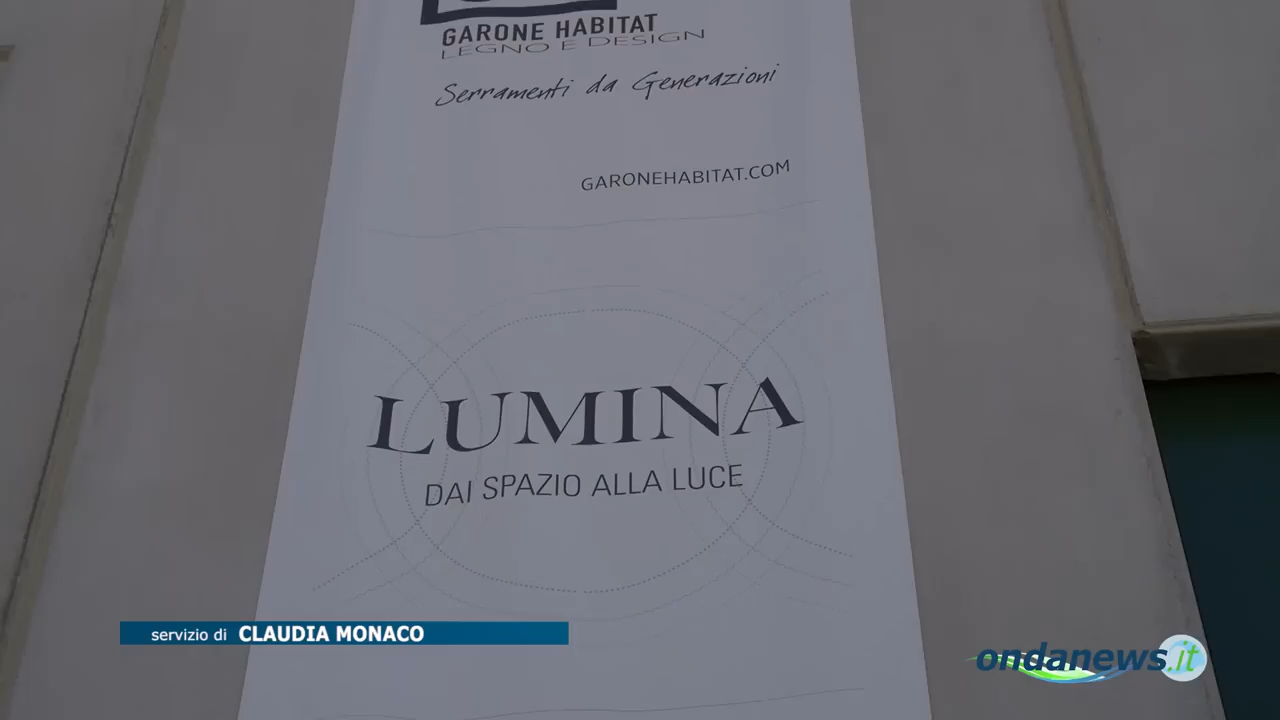 GARONE HABITAT
LEGNO E DESIGN
Serramenti da Generazioni
GARONEHABITAT.COM
LUMINA
DAI SPAZIO ALLA LUCE
servizio di CLAUDIA MONACO
ondanews.it